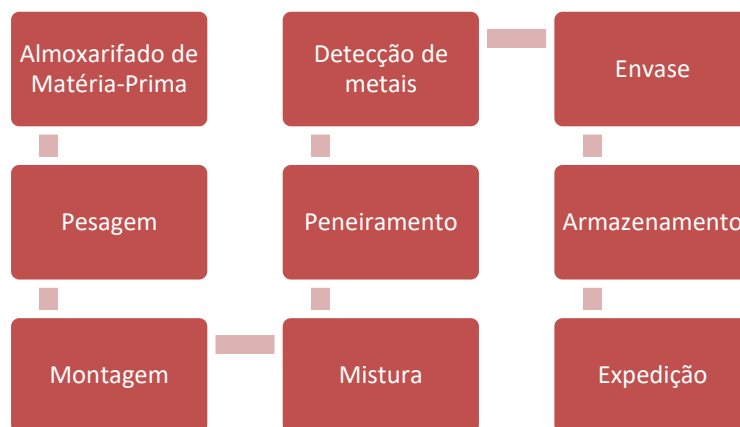 Almoxarifado de
Matéria-Prima
Pesagem
Montagem
Mistura
Peneiramento
Detecção de
metais
Envase
Armazenamento
Expedição